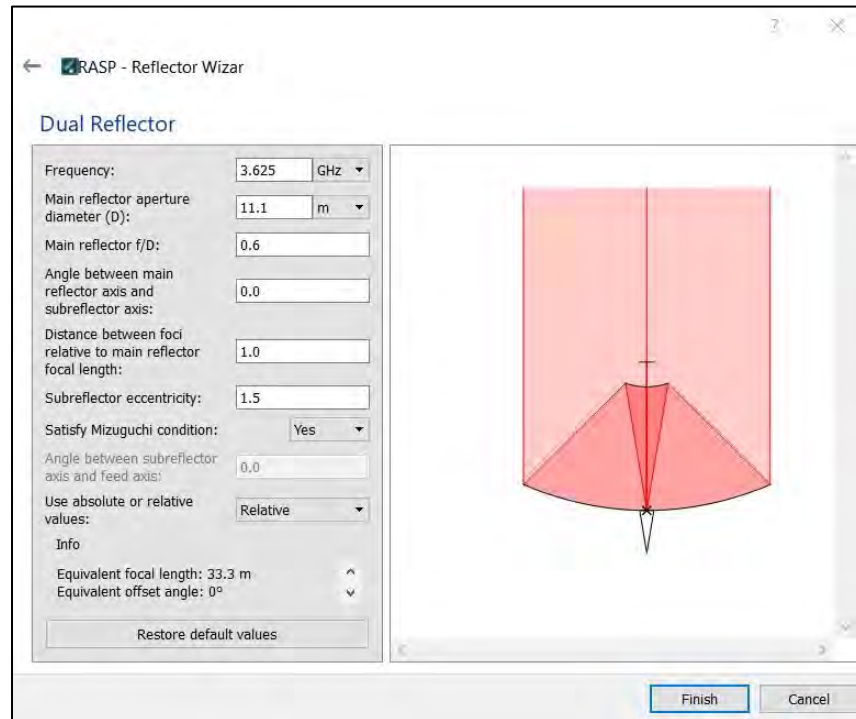 ?
← GRASP - Reflector Wizar
Dual Reflector
Frequency: 3.625 GHz
Main reflector aperture
diameter (D): 11.1 m
Main reflector f/D: 0.6
Angle between main
reflector axis and 0.0
subreflector axis:
Distance between foci
relative to main reflector 1.0
focal length:
Subreflector eccentricity: 1.5
Satisfy Mizuguchi condition: Yes
Angle between subreflector
axis and feed axis: 0.0
Use absolute or relative
values: Relative
Info
Equivalent focal length: 33.3 m
Equivalent offset angle: 0°
Restore default values
Finish Cancel